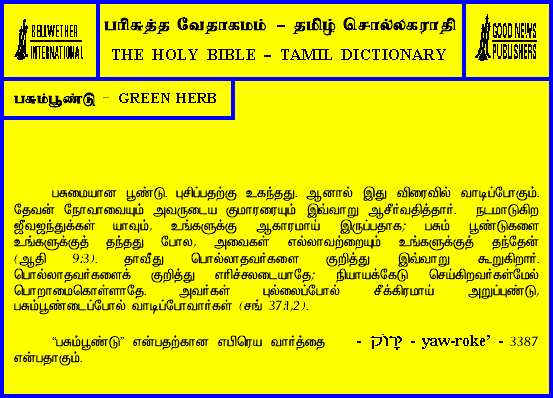 BELLWETHER
INTERNATIONAL
பரிசுத்த வேதாகமம் – தமிழ் சொல்லகராதி
THE HOLY BIBLE – TAMIL DICTIONARY
GOOD NEWS
PUBLISHERS
பசும்பூண்டு – GREEN HERB
பசுமையான பூண்டு. புசிப்பதற்கு உகந்தது. ஆனால் இது விரைவில் வாடிப்போகும்.
தேவன் நோவாவையும் அவருடைய குமாரரையும் இவ்வாறு ஆசீர்வதித்தார். நடமாடுகிற
ஜீவஜந்துக்கள் யாவும், உங்களுக்கு ஆகாரமாய் இருப்பதாக; பசும் பூண்டுகளை
உங்களுக்குத் தந்தது போல, அவைகள் எல்லாவற்றையும் உங்களுக்குத் தந்தேன்
(ஆதி 9:3). தாவீது பொல்லாதவர்களை குறித்து இவ்வாறு கூறுகிறார்.
பொல்லாதவர்களைக் குறித்து எரிச்சலடையாதே; நியாயக்கேடு செய்கிறவர்கள்மேல்
பொறாமைகொள்ளாதே. அவர்கள் புல்லைப்போல் சீக்கிரமாய் அறுப்புண்டு,
பசும்பூண்டைப்போல் வாடிப்போவார்கள் (சங் 37:1,2).
“பசும்பூண்டு” என்பதற்கான எபிரெய வார்த்தை - יָרֹוק - yaw-roke’ - 3387
என்பதாகும்.